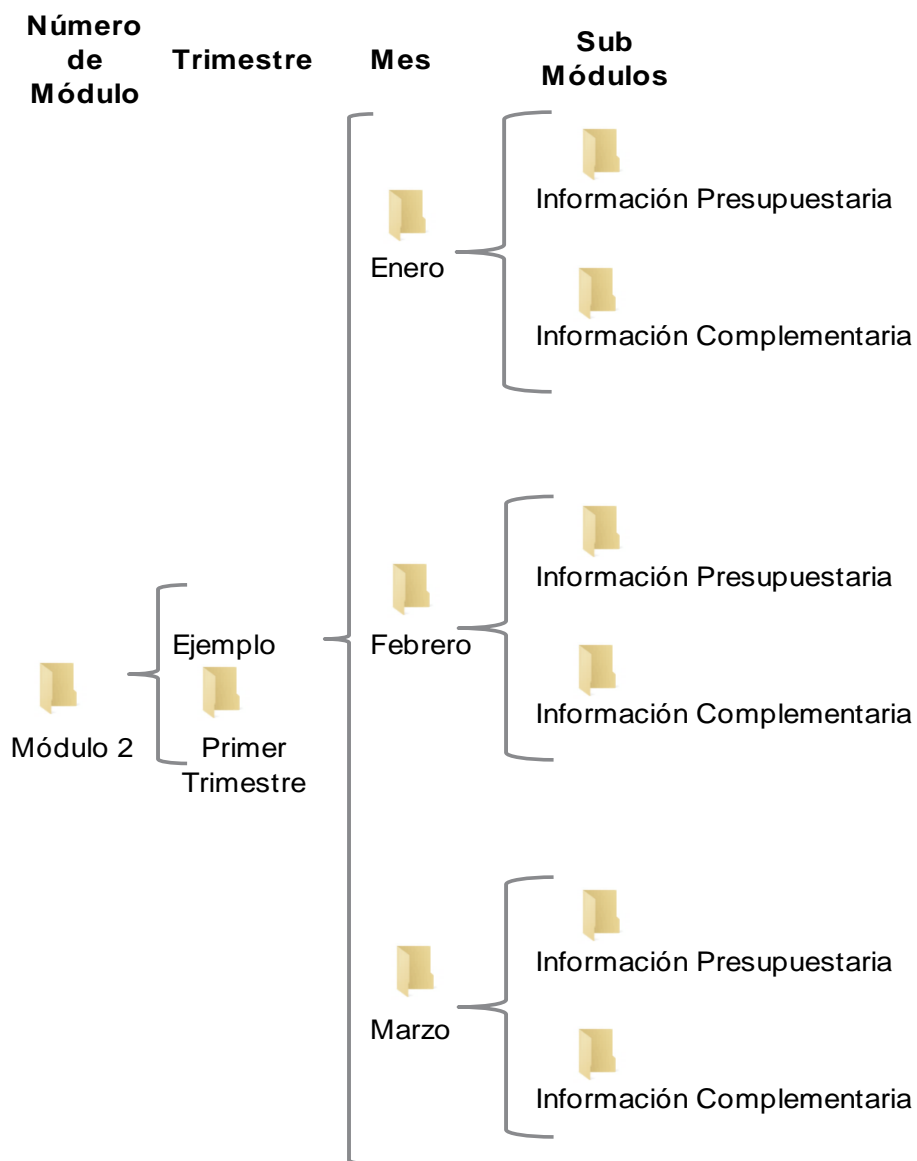 Número
de
Módulo
Trimestre
Mes
Sub
Módulos
Información Presupuestaria
Enero
Información Complementaria
Información Presupuestaria
Ejemplo
Febrero
Información Complementaria
Módulo 2
Primer
Trimestre
Información Presupuestaria
Marzo
Información Complementaria